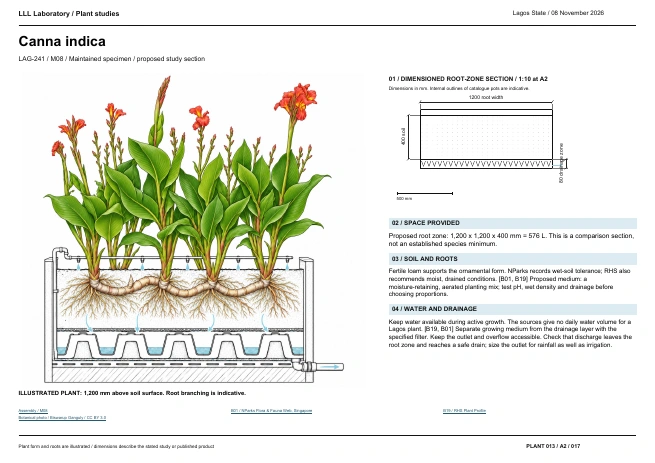 LLL Laboratory / Plant studies
Lagos State / 08 November 2026
Canna indica
LAG-241 / M08 / Maintained specimen / proposed study section
01 / DIMENSIONED ROOT-ZONE SECTION / 1:10 at A2
Dimensions in mm. Internal outlines of catalogue pots are indicative.
1200 root width
400 soil
80 drainage zone
500 mm
02 / SPACE PROVIDED
Proposed root zone: 1,200 x 1,200 x 400 mm = 576 L. This is a comparison section,
not an established species minimum.
03 / SOIL AND ROOTS
Fertile loam supports the ornamental form. NParks records wet-soil tolerance; RHS also
recommends moist, drained conditions. [B01, B19] Proposed medium: a
moisture-retaining, aerated planting mix; test pH, wet density and drainage before
choosing proportions.
04 / WATER AND DRAINAGE
Keep water available during active growth. The sources give no daily water volume for a
Lagos plant. [B19, B01] Separate growing medium from the drainage layer with the
specified filter. Keep the outlet and overflow accessible. Check that discharge leaves the
root zone and reaches a safe drain; size the outlet for rainfall as well as irrigation.
ILLUSTRATED PLANT: 1,200 mm above soil surface. Root branching is indicative.
Assembly / M08
B01 / NParks Flora & Fauna Web, Singapore
B19 / RHS Plant Profile
Botanical photo / Biswarup Ganguly / CC BY 3.0
Plant form and roots are illustrated / dimensions describe the stated study or published product
PLANT 013 / A2 / 017